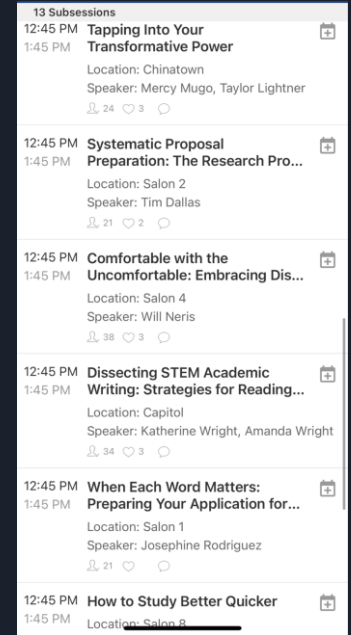 13 Subsessions
12:45 PM Tapping Into Your
1:45 PM Transformative Power
Location: Chinatown
Speaker: Mercy Mugo, Taylor Lightner
24 3
12:45 PM Systematic Proposal
1:45 PM Preparation: The Research Pro...
Location: Salon 2
Speaker: Tim Dallas
21 2
12:45 PM Comfortable with the
1:45 PM Uncomfortable: Embracing Dis...
Location: Salon 4
Speaker: Will Neris
38 3
12:45 PM Dissecting STEM Academic
1:45 PM Writing: Strategies for Reading...
Location: Capitol
Speaker: Katherine Wright, Amanda Wright
34 3
12:45 PM When Each Word Matters:
1:45 PM Preparing Your Application for...
Location: Salon 1
Speaker: Josephine Rodriguez
21
12:45 PM How to Study Better Quicker
1:45 PM Location: Salon 8